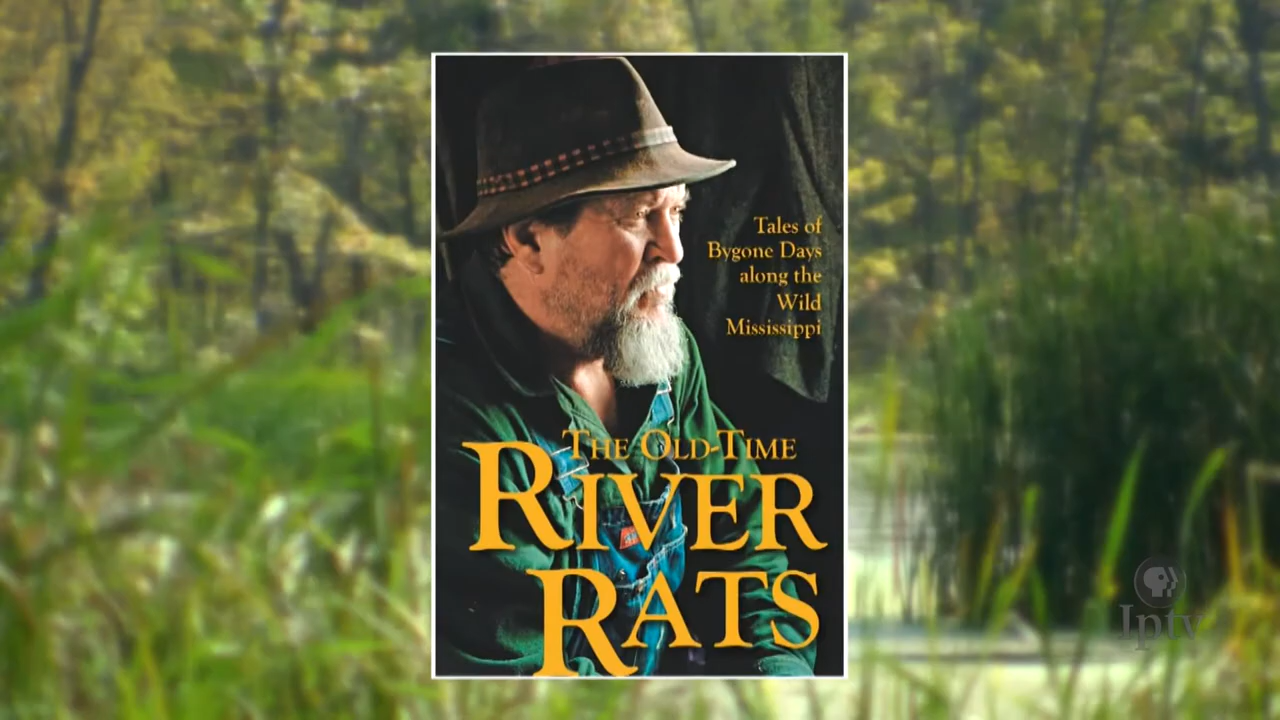 Tales of
Bygone Days
along the
Wild
Mississippi
THE OLD-TIME
RIVER
RATS
Iptv